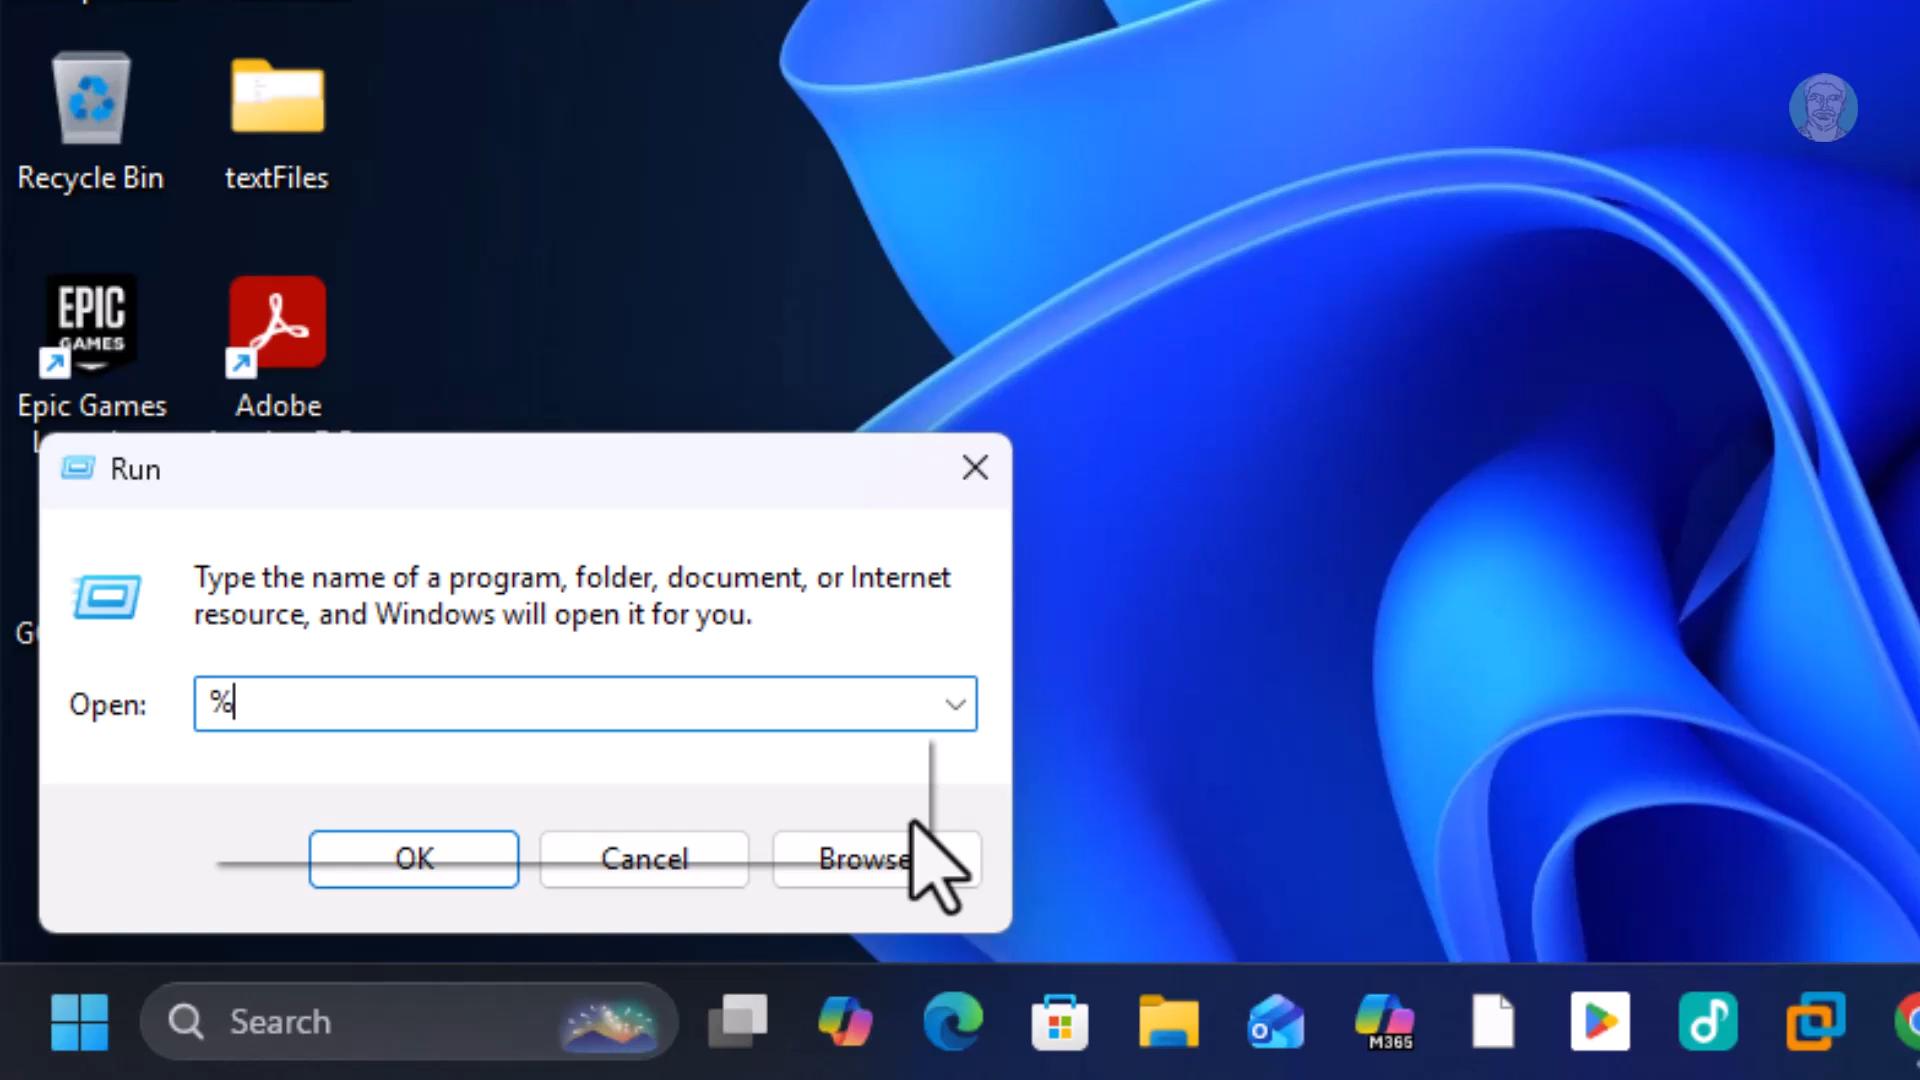 Recycle Bin
textFiles
EPIC
GAMES
Epic Games
Adobe
Run
Type the name of a program, folder, document, or Internet
resource, and Windows will open it for you.
Open:
%
OK
Cancel
Browse
Search
M365